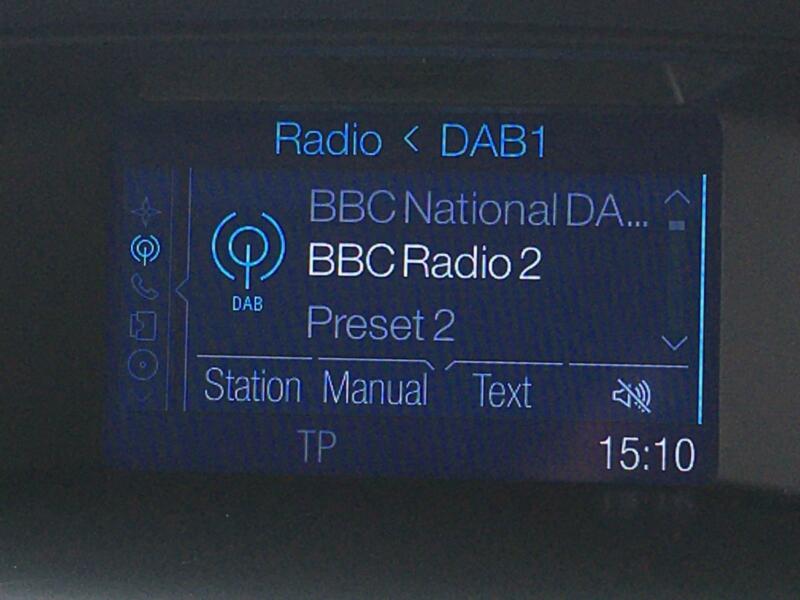 Radio < DAB1
BBC National DA...
BBC Radio 2
DAB
Preset 2
Station Manual Text
TP 15:10